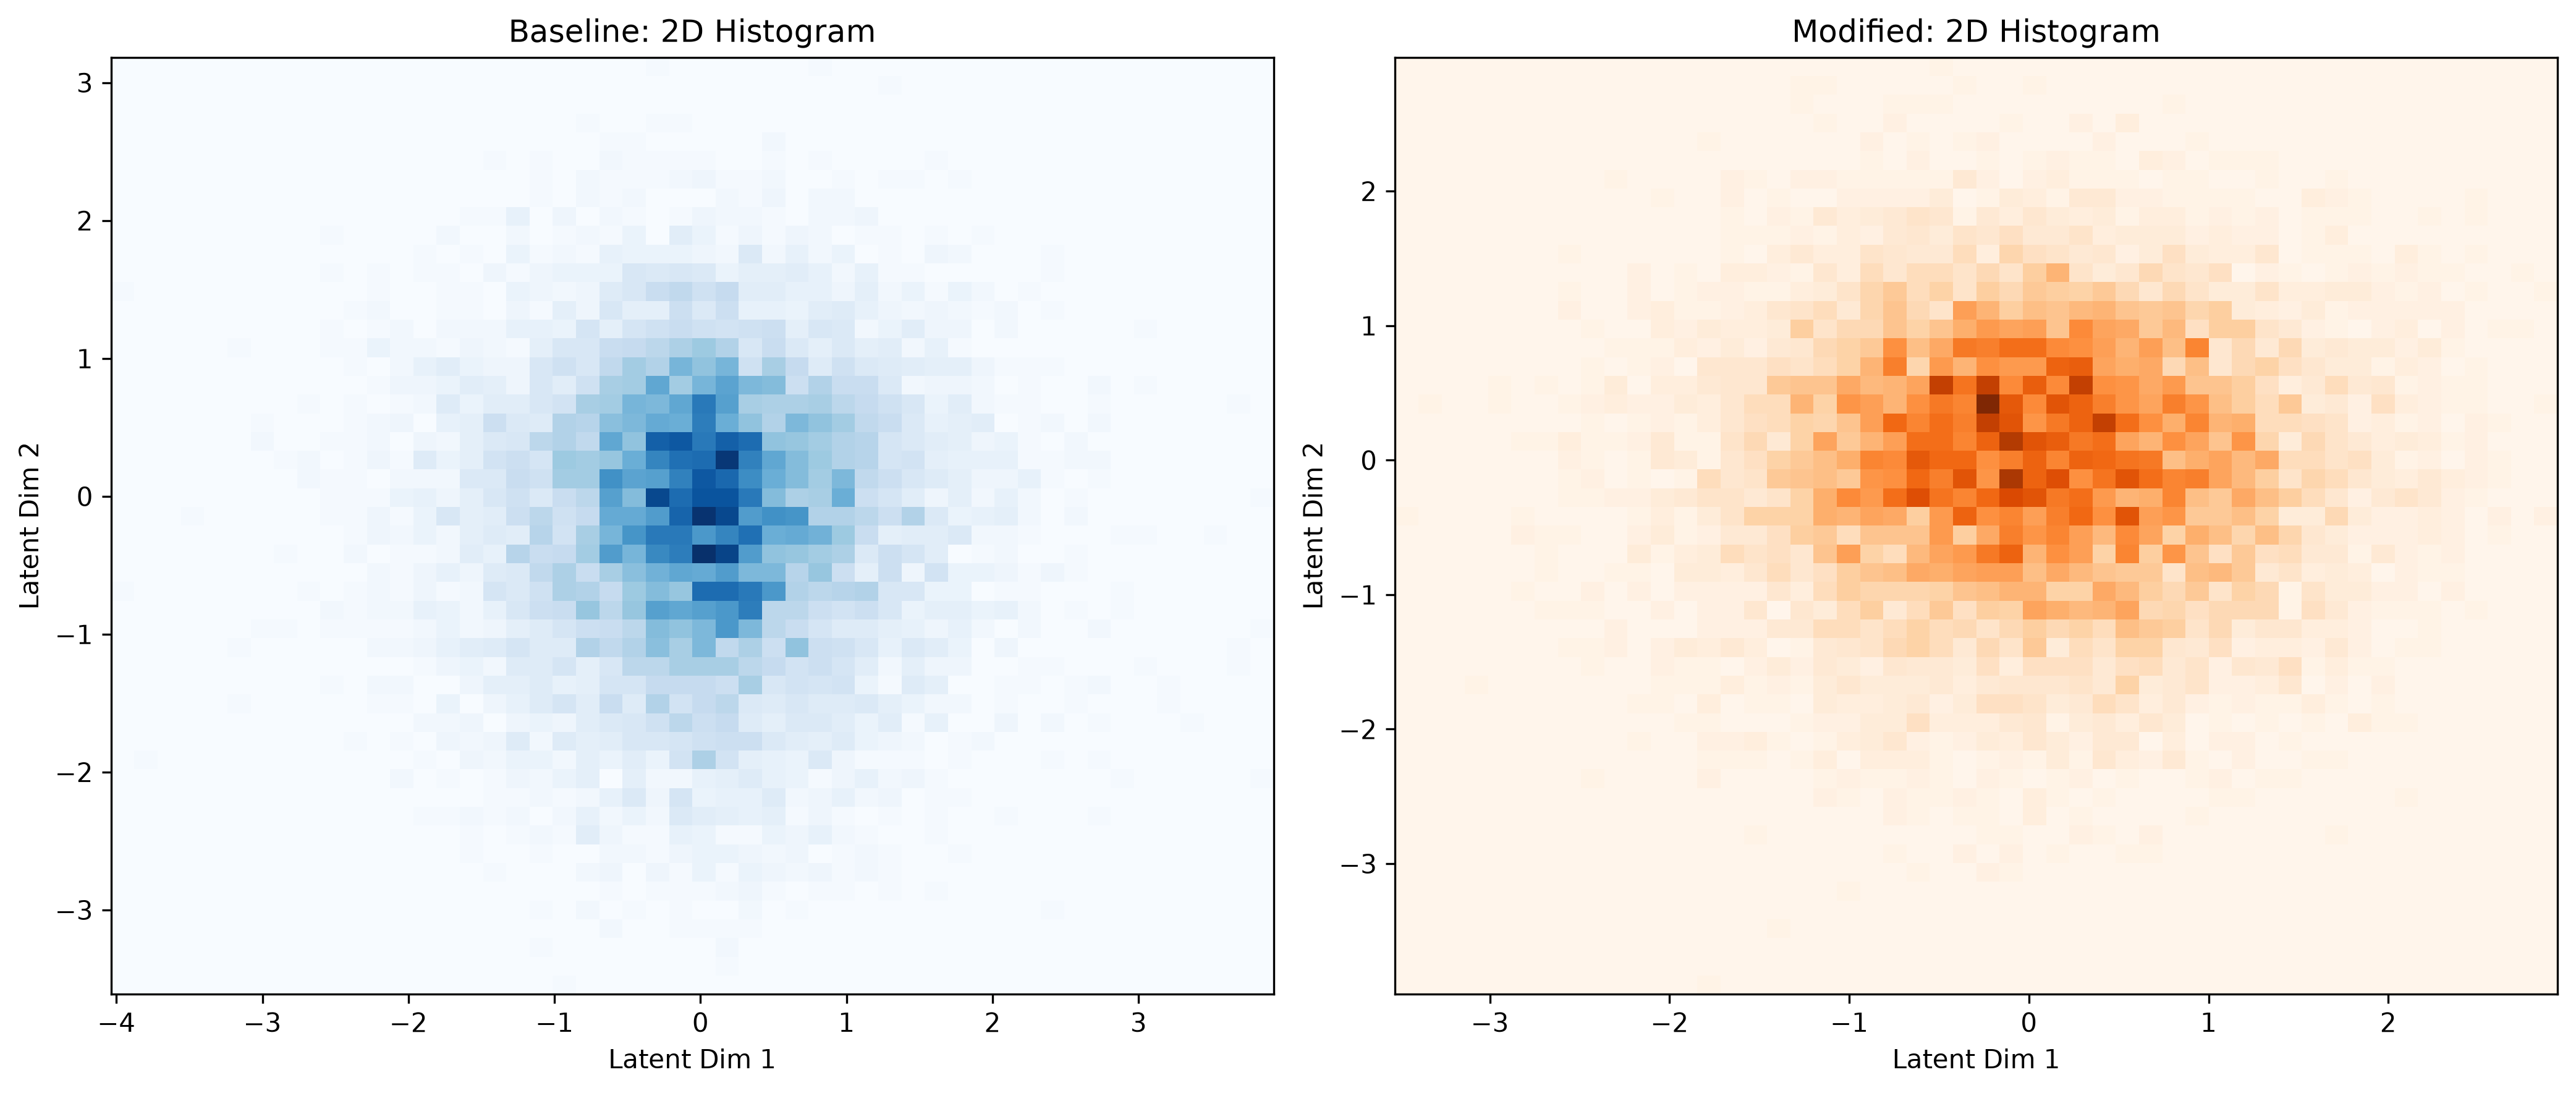 Baseline: 2D Histogram
Latent Dim 2
3
2
1
0
−1
−2
−3
−4 −3 −2 −1 0 1 2 3
Latent Dim 1
Modified: 2D Histogram
Latent Dim 2
2
1
0
−1
−2
−3
−3 −2 −1 0 1 2
Latent Dim 1